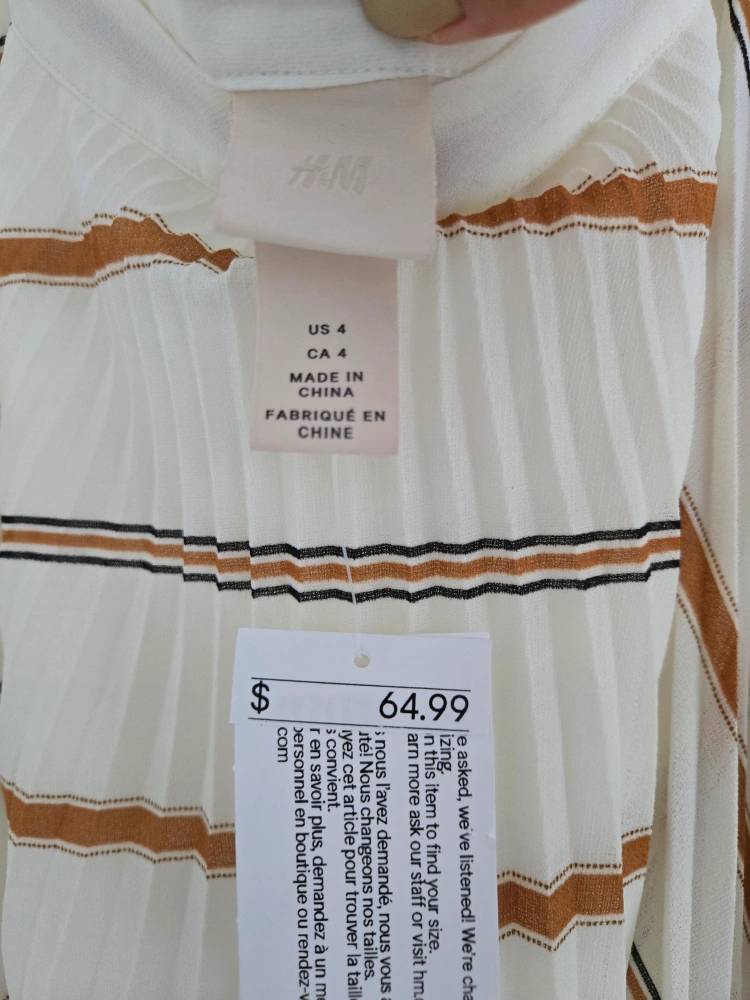 H&M
US 4
CA 4
MADE IN
CHINA
FABRIQUÉ EN
CHINE
$ 64.99
e asked, we've listened! We're cha
izing.
n this item to find your size.
arn more ask our staff or visit hm.
s nous l'avez demandé, nous vous a
uté! Nous changeons nos tailles.
yez cet article pour trouver la taill
s convient.
r en savoir plus, demandez à un m
personnel en boutique ou rendez-v
com